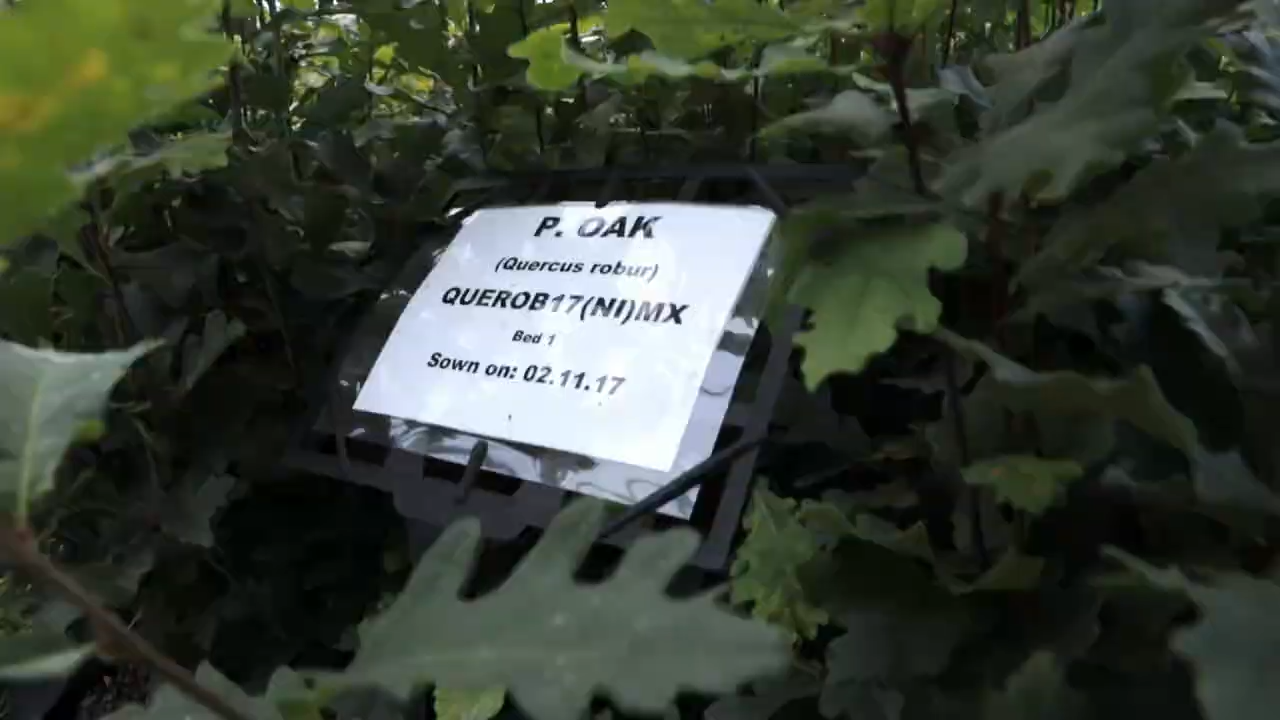 P. OAK
(Quercus robur)
QUEROB17(NI)MX
Bed 1
Sown on: 02.11.17